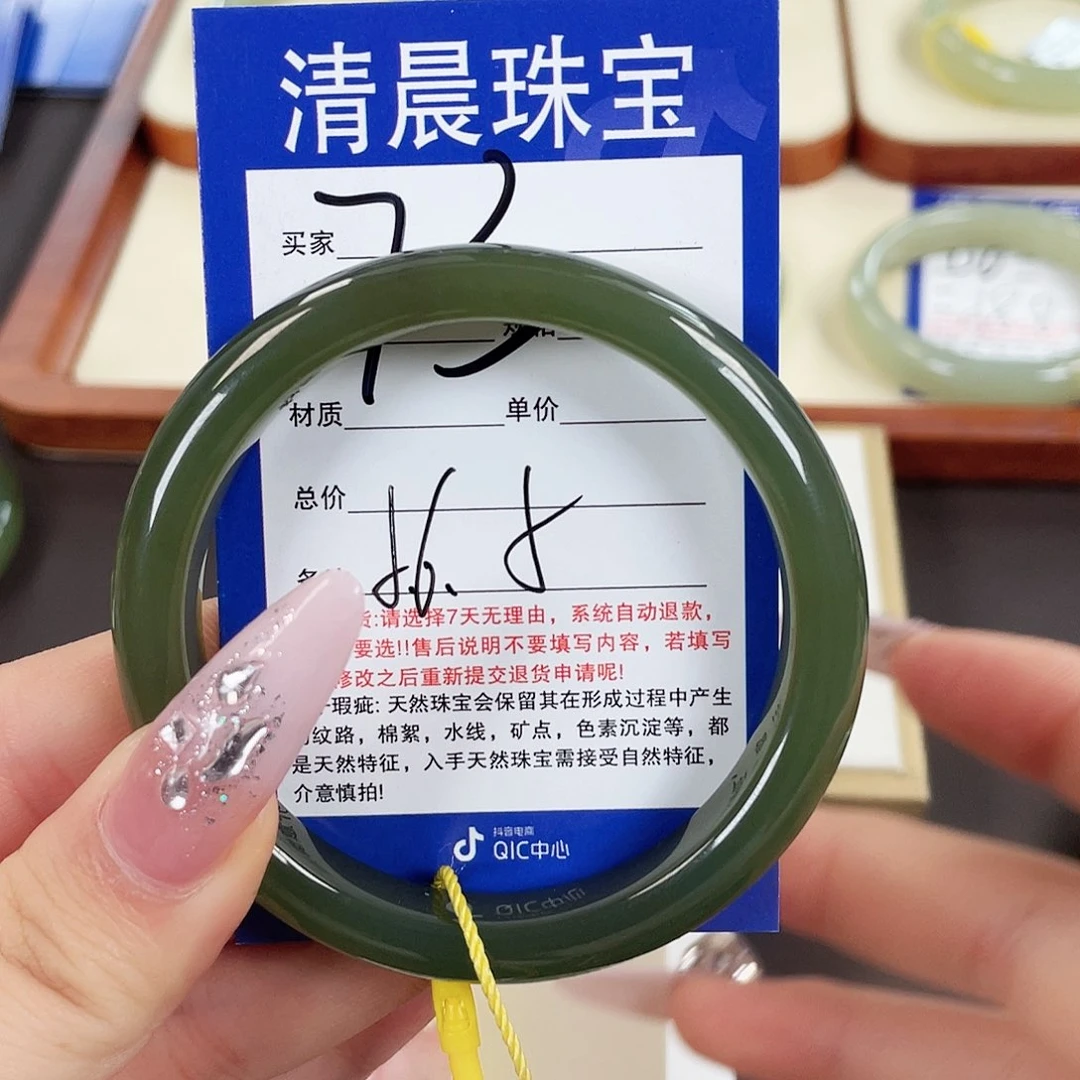 清晨珠宝
73
买家
材质 单价
总价
货:请选择7天无理由，系统自动退款，
要选!!售后说明不要填写内容，若填写
修改之后重新提交退货申请呢!
瑕疵: 天然珠宝会保留其在形成过程中产生
纹路，棉絮，水线，矿点，色素沉淀等，都
是天然特征，入手天然珠宝需接受自然特征，
介意慎拍!
抖音电商
QIC中心